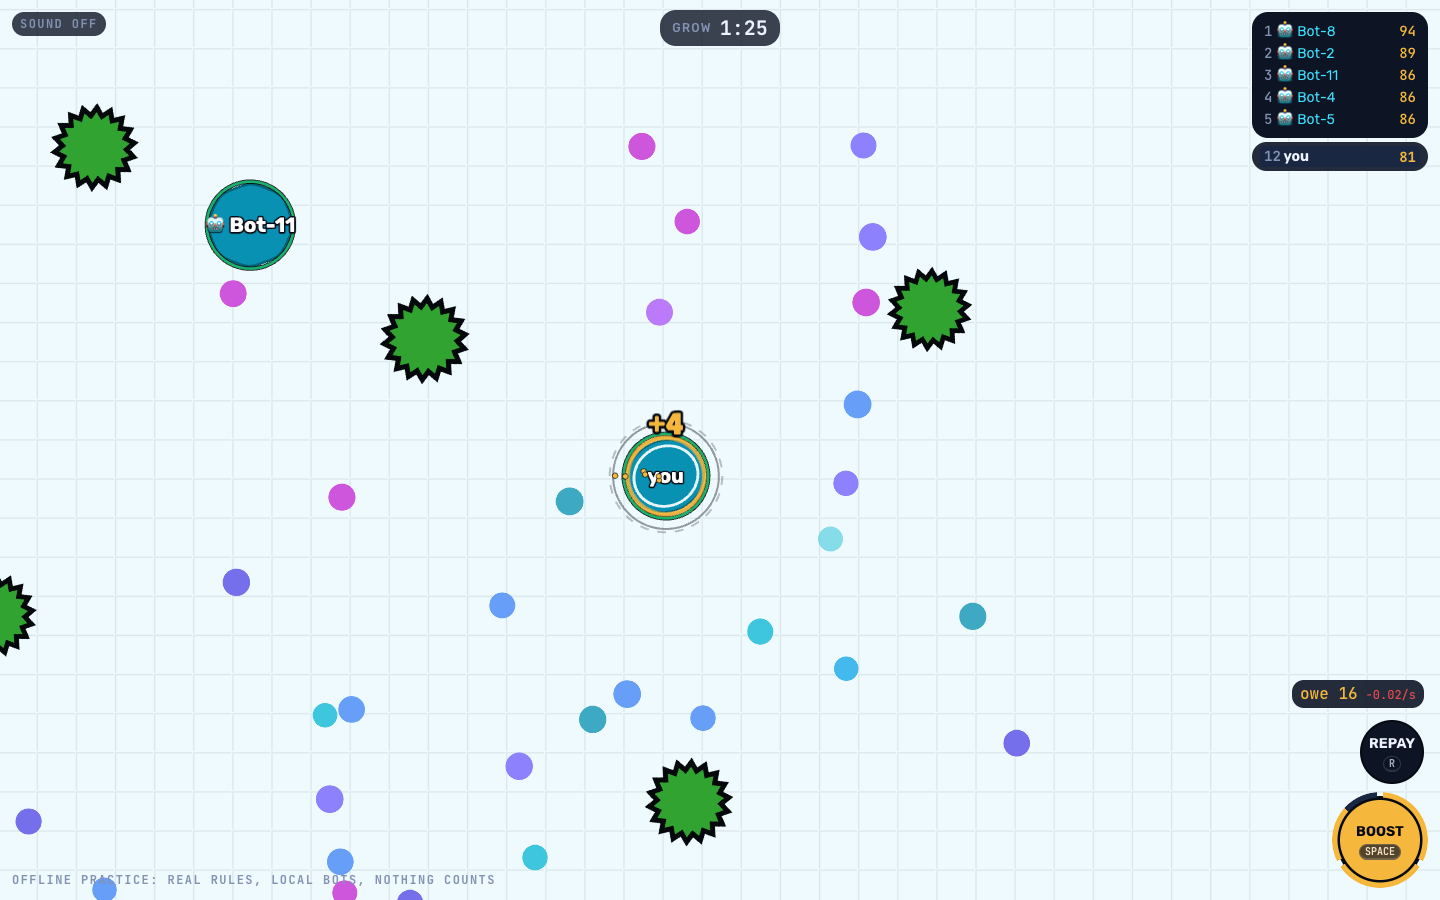 SOUND OFF
GROW 1:25
1 Bot-8 94
2 Bot-2 89
3 Bot-11 86
4 Bot-4 86
5 Bot-5 86
12 you 81
Bot-11
+4
you
owe 16 -0.02/s
REPAY
R
BOOST
SPACE
OFFLINE PRACTICE: REAL RULES, LOCAL BOTS, NOTHING COUNTS